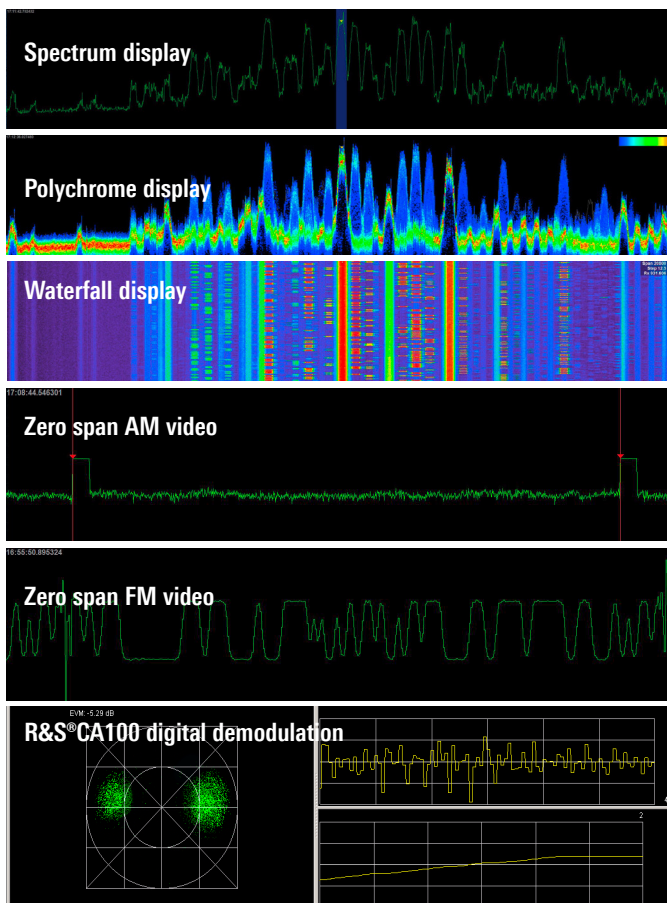 Spectrum display
Polychrome display
Waterfall display
17:08:44.546301
Zero span AM video
16:55:50.895324
Zero span FM video
EVM: -5.29 dB
R&S®CA100 digital demodulation
4
2